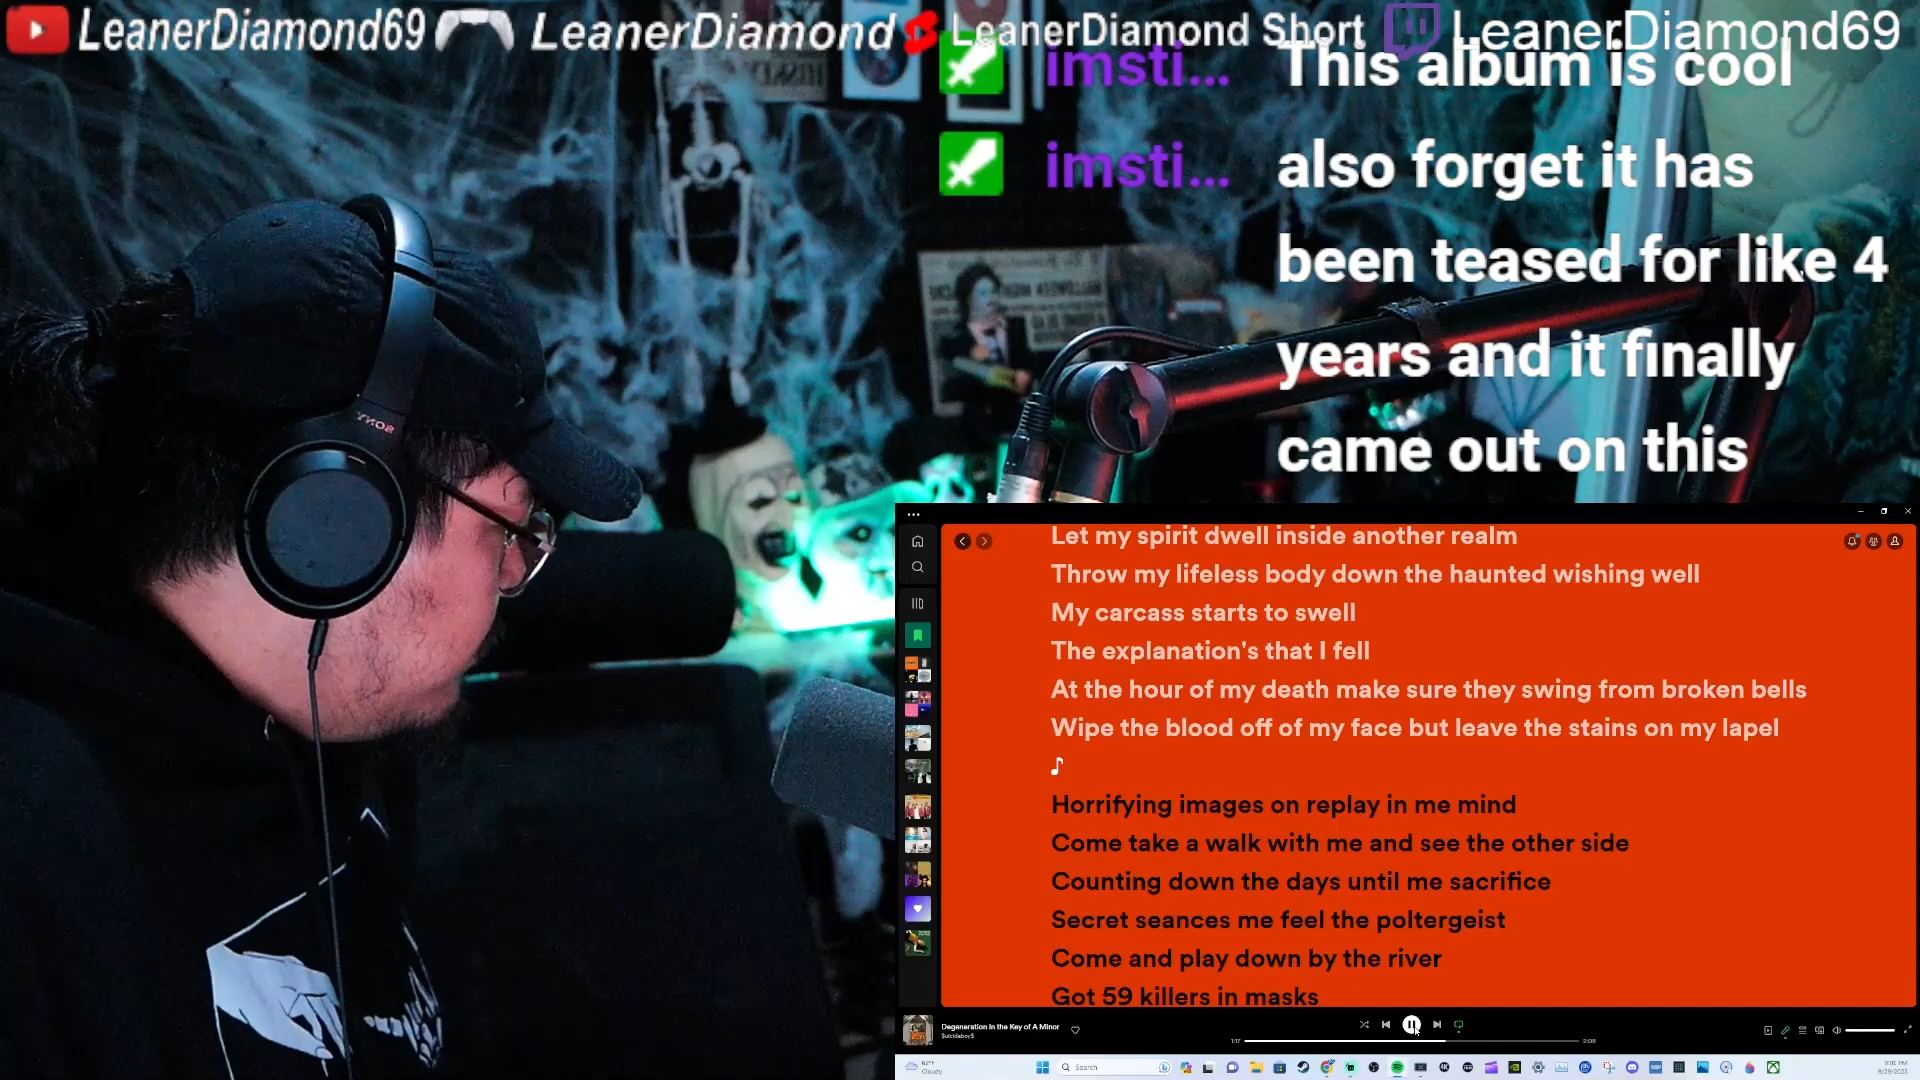 LeanerDiamond69 LeanerDiamond LeanerDiamond Short LeanerDiamond69
imsti... This album is cool
imsti... also forget it has
been teased for like 4
years and it finally
came out on this
SONY
Let my spirit dwell inside another realm
Throw my lifeless body down the haunted wishing well
My carcass starts to swell
The explanation's that I fell
At the hour of my death make sure they swing from broken bells
Wipe the blood off of my face but leave the stains on my lapel
♪
Horrifying images on replay in me mind
Come take a walk with me and see the other side
Counting down the days until me sacrifice
Secret seances me feel the poltergeist
Come and play down by the river
Got 59 killers in masks
Degeneration in the Key of A Minor
$uicideboy$
1:17
Search
Cloudy